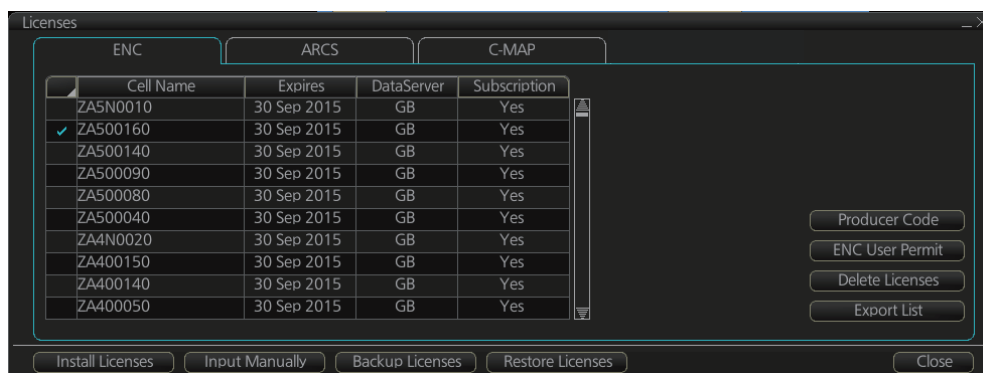 Licenses
ENC ARCS C-MAP
Cell Name Expires DataServer Subscription
ZA5N0010 30 Sep 2015 GB Yes
ZA500160 30 Sep 2015 GB Yes
ZA500140 30 Sep 2015 GB Yes
ZA500090 30 Sep 2015 GB Yes
ZA500080 30 Sep 2015 GB Yes
ZA500040 30 Sep 2015 GB Yes
ZA4N0020 30 Sep 2015 GB Yes
ZA400150 30 Sep 2015 GB Yes
ZA400140 30 Sep 2015 GB Yes
ZA400050 30 Sep 2015 GB Yes
Producer Code
ENC User Permit
Delete Licenses
Export List
Install Licenses Input Manually Backup Licenses Restore Licenses Close